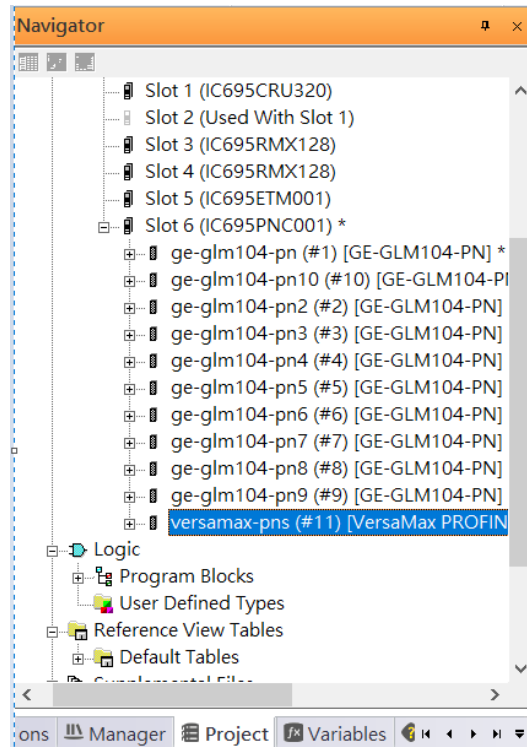 Navigator
Slot 1 (IC695CRU320)
Slot 2 (Used With Slot 1)
Slot 3 (IC695RMX128)
Slot 4 (IC695RMX128)
Slot 5 (IC695ETM001)
Slot 6 (IC695PNC001) *
ge-glm104-pn (#1) [GE-GLM104-PN] *
ge-glm104-pn10 (#10) [GE-GLM104-PN
ge-glm104-pn2 (#2) [GE-GLM104-PN]
ge-glm104-pn3 (#3) [GE-GLM104-PN]
ge-glm104-pn4 (#4) [GE-GLM104-PN]
ge-glm104-pn5 (#5) [GE-GLM104-PN]
ge-glm104-pn6 (#6) [GE-GLM104-PN]
ge-glm104-pn7 (#7) [GE-GLM104-PN]
ge-glm104-pn8 (#8) [GE-GLM104-PN]
ge-glm104-pn9 (#9) [GE-GLM104-PN]
versamax-pns (#11) [VersaMax PROFIN
Logic
Program Blocks
User Defined Types
Reference View Tables
Default Tables
Supplemental Files
ons Manager Project Variables